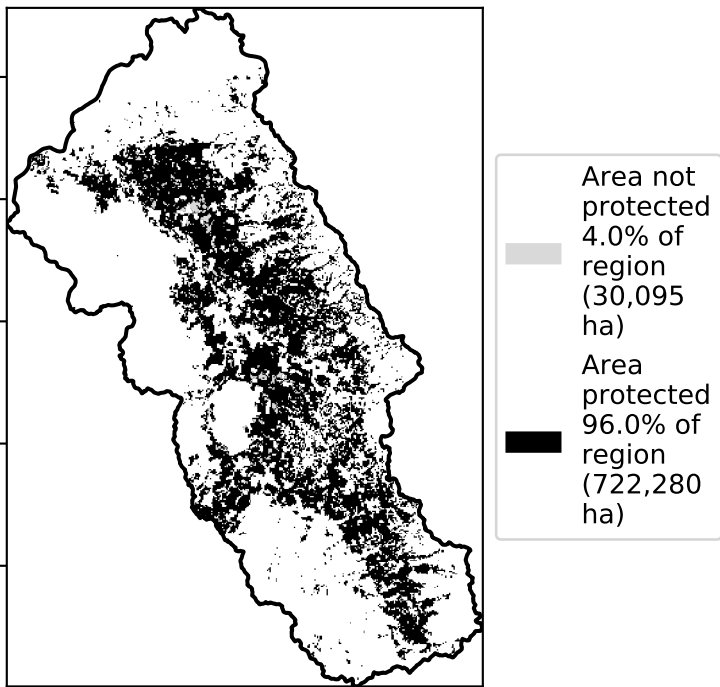 Area not
protected
4.0% of
region
(30,095
ha)
Area
protected
96.0% of
region
(722,280
ha)